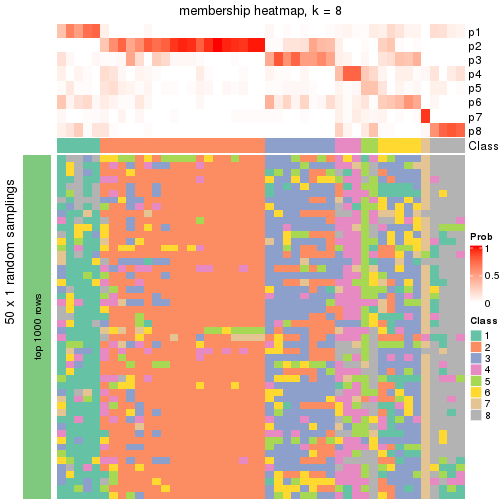 membership heatmap, k = 8
p1
p2
p3
p4
p5
p6
p7
p8
Class
50 x 1 random samplings
top 1000 rows
Prob
1
0.5
0
Class
1
2
3
4
5
6
7
8